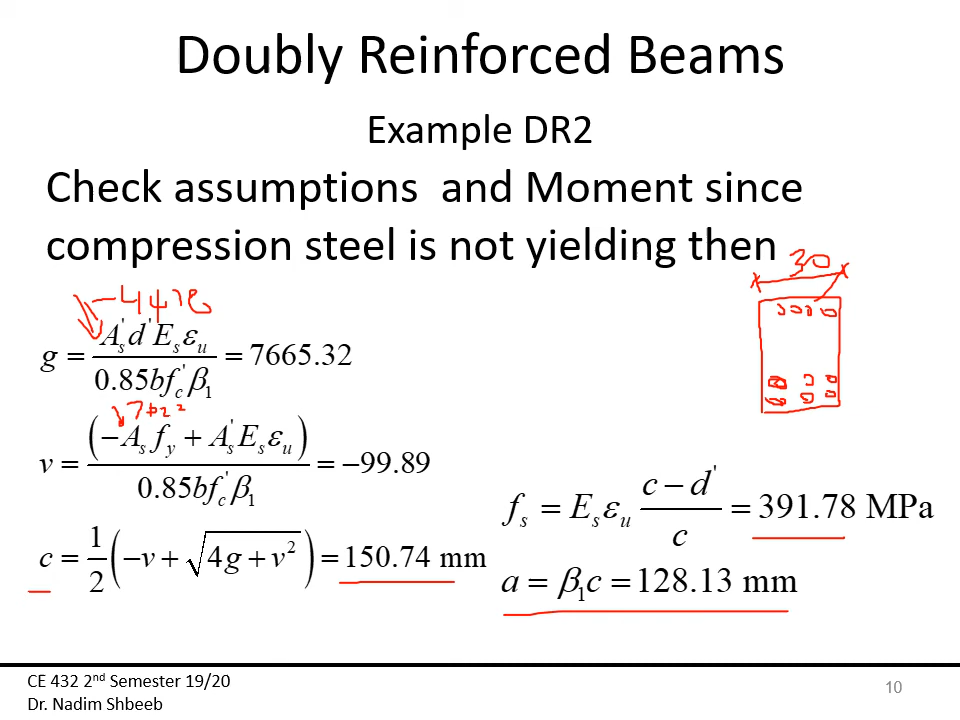 Doubly Reinforced Beams
Example DR2
Check assumptions and Moment since
compression steel is not yielding then
30
g = A's d' Es εu / 0.85bf'c β1 = 7665.32
v = (−As fy + A's Es εu) / 0.85bf'c β1 = −99.89
c = 1/2 (−v + √(4g + v²)) = 150.74 mm
fs = Es εu (c − d') / c = 391.78 MPa
a = β1c = 128.13 mm
CE 432 2nd Semester 19/20
Dr. Nadim Shbeeb
10